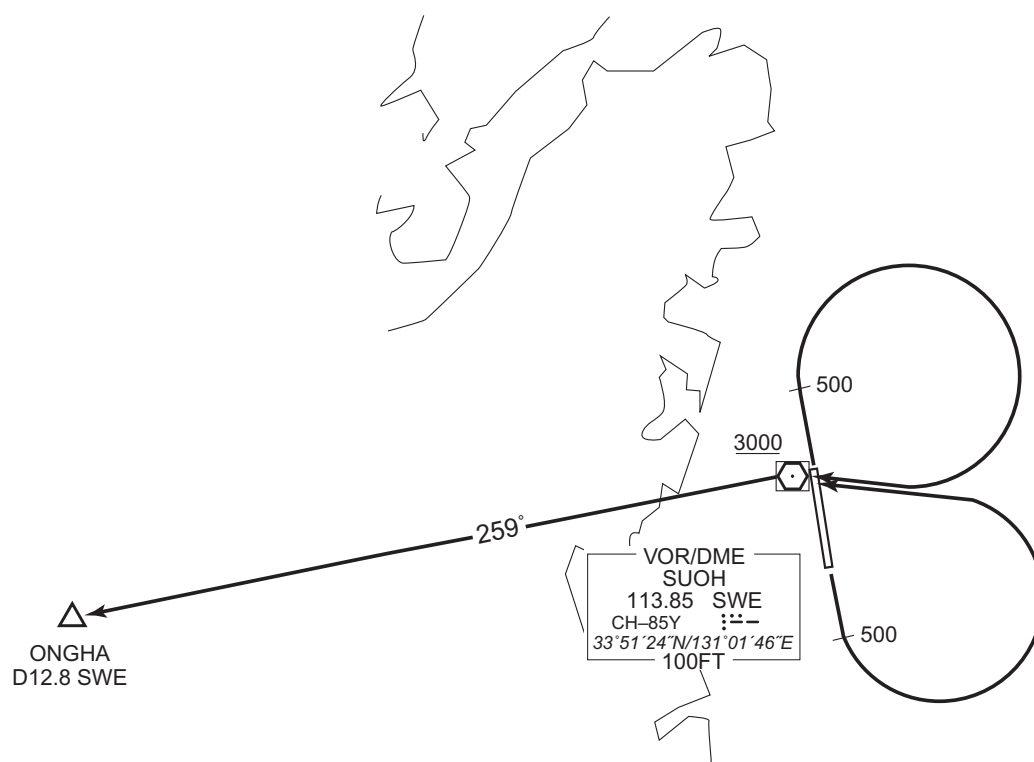 500
3000
259°
VOR/DME
SUOH
113.85 SWE
CH–85Y
33°51´24˝N/131°01´46˝E
100FT
500
ONGHA
D12.8 SWE